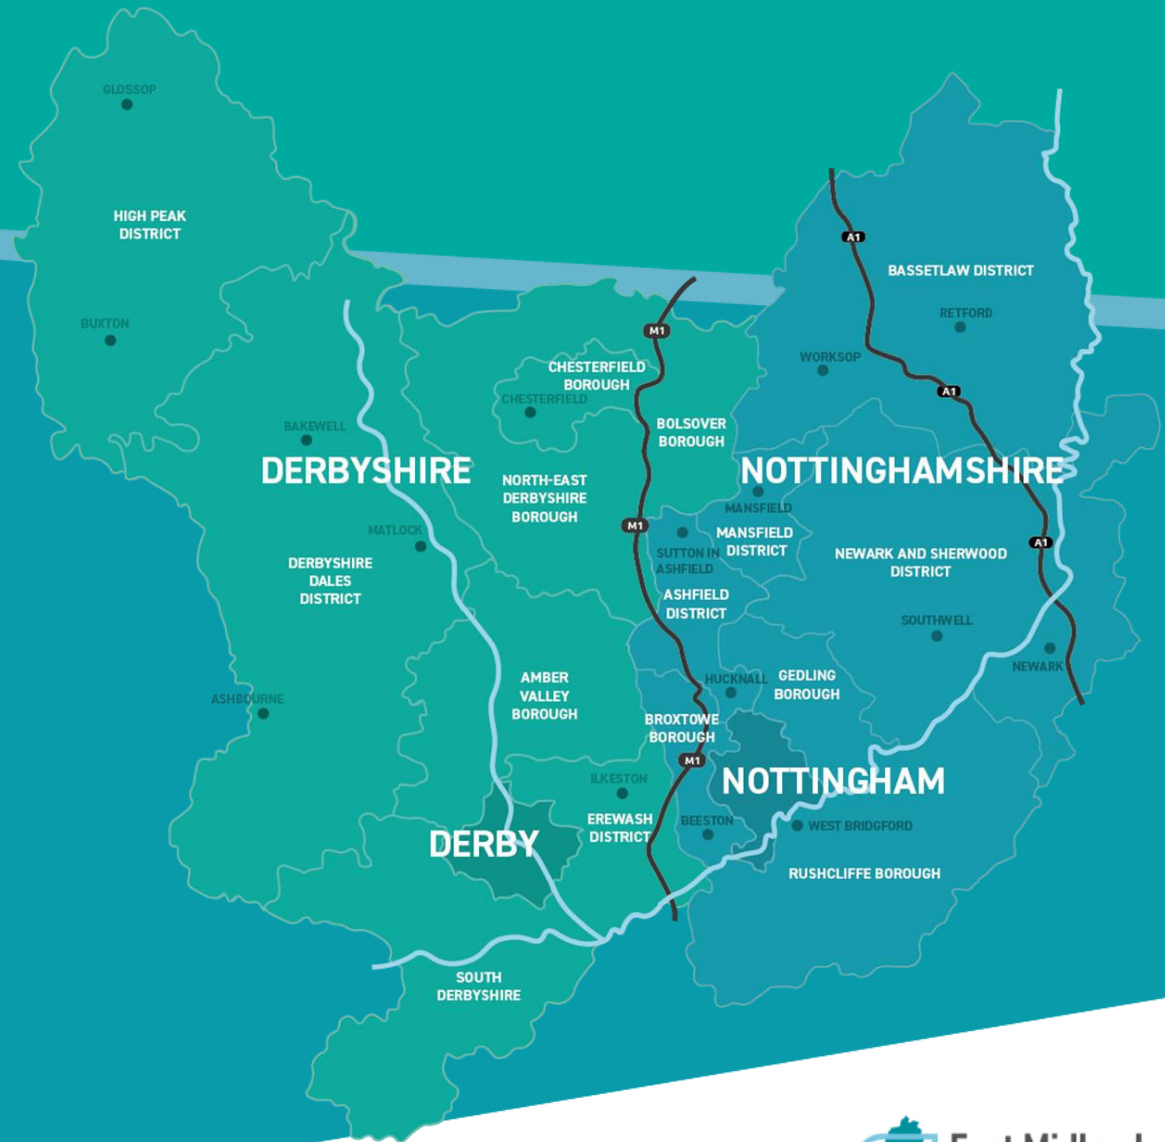 GLOSSOP
HIGH PEAK
DISTRICT
A1
BASSETLAW DISTRICT
RETFORD
BUXTON
M1
WORKSOP
CHESTERFIELD
BOROUGH
CHESTERFIELD
A1
BAKEWELL
BOLSOVER
BOROUGH
DERBYSHIRE
NOTTINGHAMSHIRE
NORTH-EAST
DERBYSHIRE
BOROUGH
MANSFIELD
M1
MATLOCK
MANSFIELD
DISTRICT
A1
SUTTON IN
ASHFIELD
NEWARK AND SHERWOOD
DISTRICT
DERBYSHIRE
DALES
DISTRICT
ASHFIELD
DISTRICT
SOUTHWELL
NEWARK
AMBER
VALLEY
BOROUGH
HUCKNALL
GEDLING
BOROUGH
ASHBOURNE
BROXTOWE
BOROUGH
M1
ILKESTON
NOTTINGHAM
EREWASH
DISTRICT
BEESTON
WEST BRIDGFORD
DERBY
RUSHCLIFFE BOROUGH
SOUTH
DERBYSHIRE